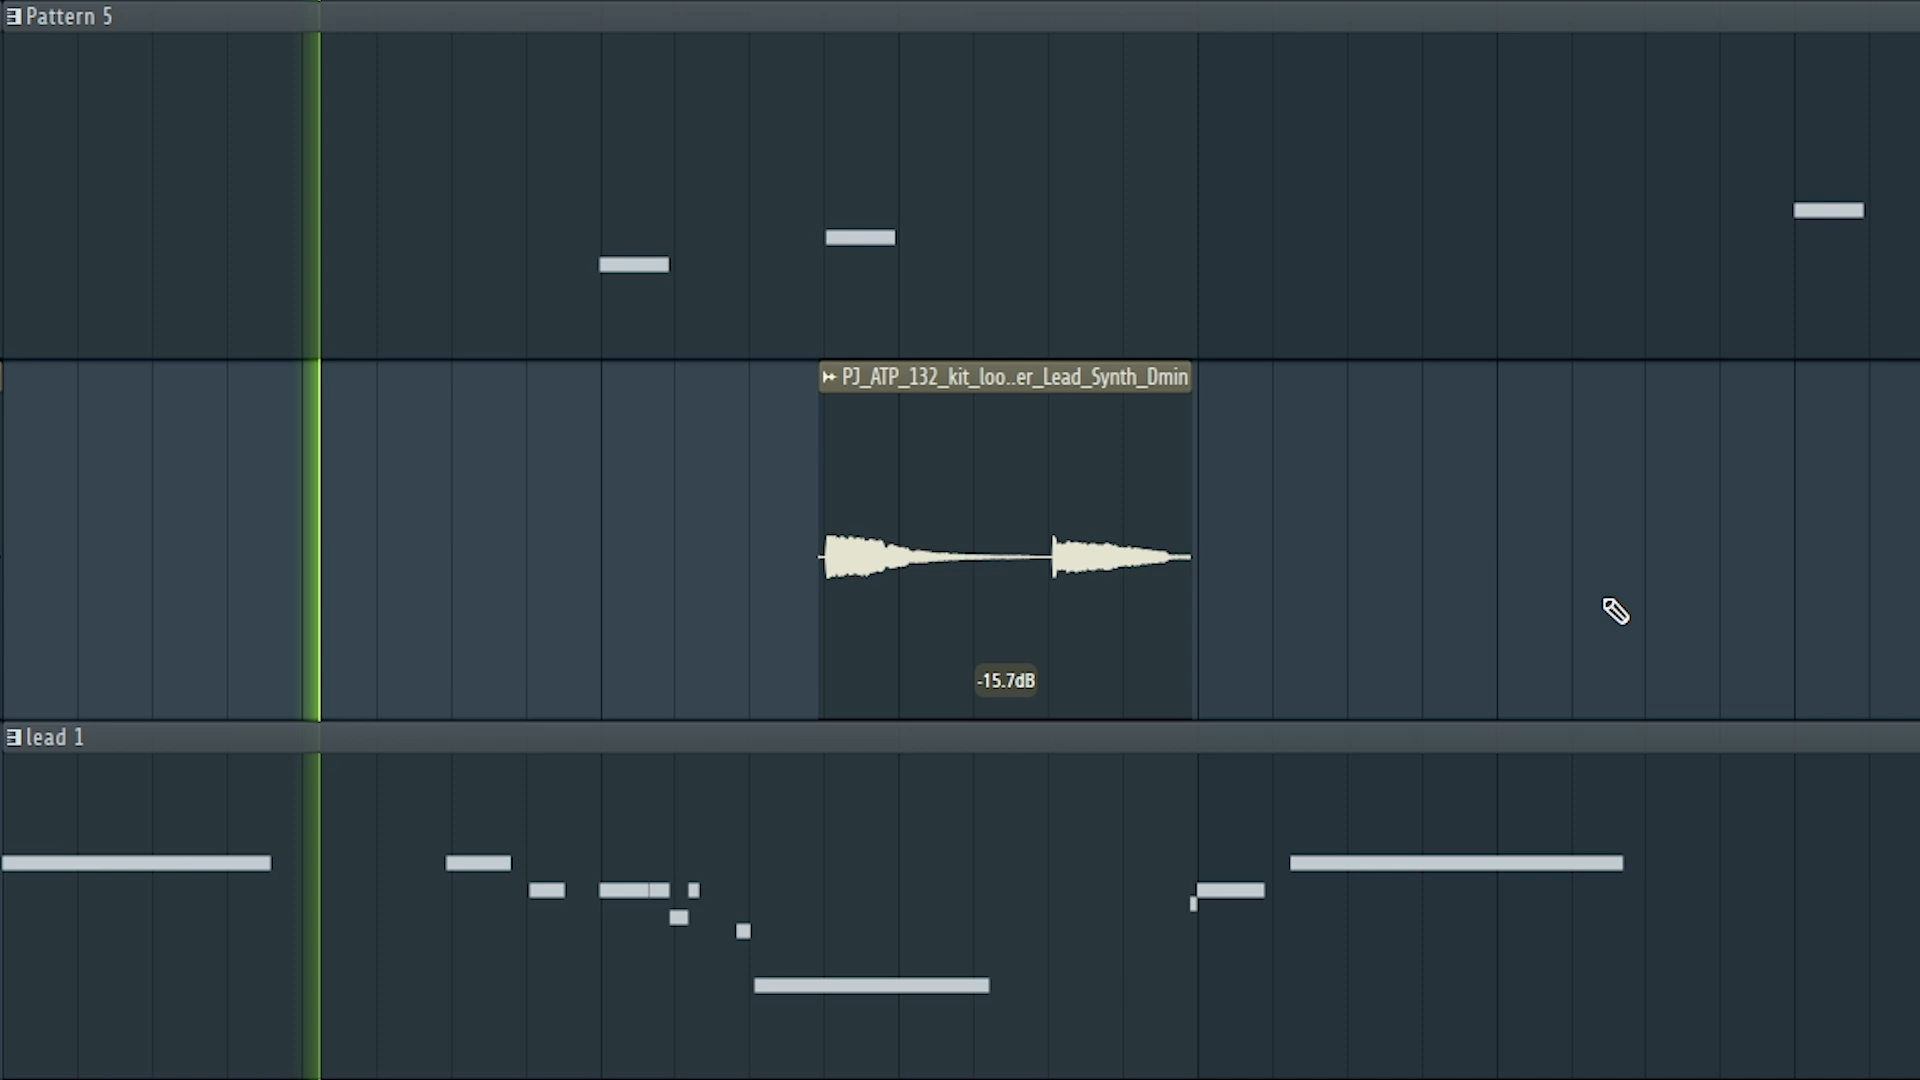 Pattern 5
PJ_ATP_132_kit_loo..er_Lead_Synth_Dmin
-15.7dB
lead 1